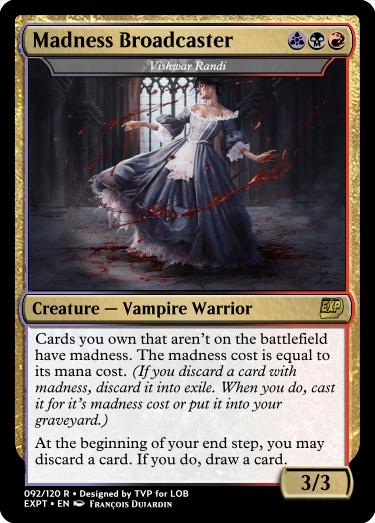 Madness Broadcaster
Vishwar Randi
Creature — Vampire Warrior
EXP
Cards you own that aren't on the battlefield
have madness. The madness cost is equal to
its mana cost. (If you discard a card with
madness, discard it into exile. When you do, cast
it for it's madness cost or put it into your
graveyard.)
At the beginning of your end step, you may
discard a card. If you do, draw a card.
3/3
092/120 R • Designed by TVP for LOB
EXPT • EN François Dujardin